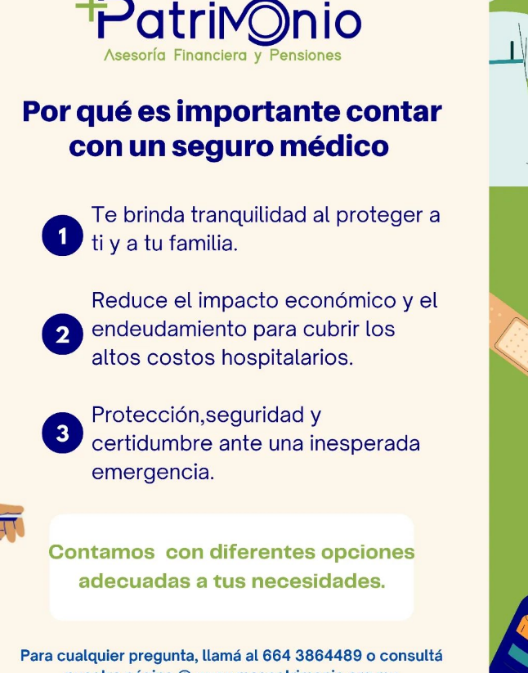 +PatriMOnio
Asesoría Financiera y Pensiones
Por qué es importante contar
con un seguro médico
1
Te brinda tranquilidad al proteger a
ti y a tu familia.
2
Reduce el impacto económico y el
endeudamiento para cubrir los
altos costos hospitalarios.
3
Protección,seguridad y
certidumbre ante una inesperada
emergencia.
Contamos con diferentes opciones
adecuadas a tus necesidades.
Para cualquier pregunta, llamá al 664 3864489 o consultá